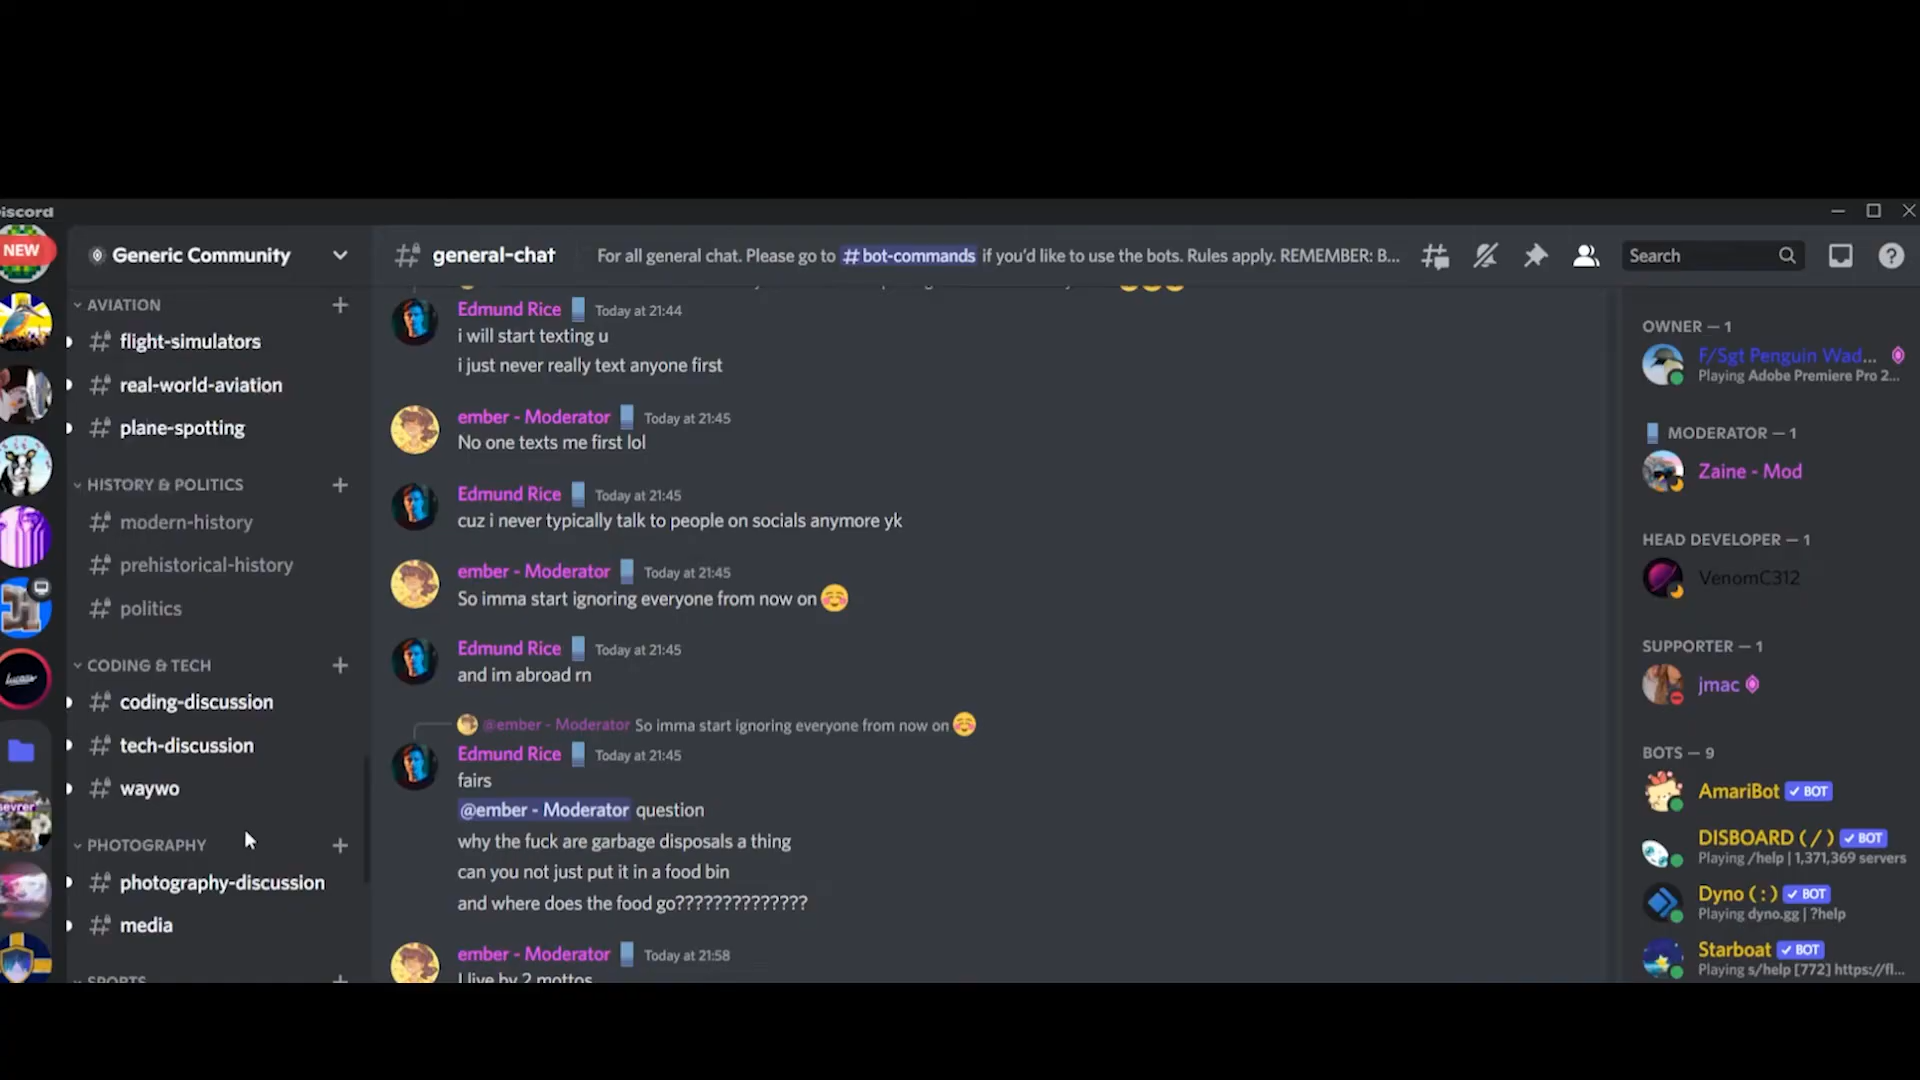 Discord
NEW
Generic Community
AVIATION
flight-simulators
real-world-aviation
plane-spotting
HISTORY & POLITICS
modern-history
prehistorical-history
politics
CODING & TECH
coding-discussion
tech-discussion
waywo
PHOTOGRAPHY
photography-discussion
media
SPORTS
general-chat
For all general chat. Please go to #bot-commands if you'd like to use the bots. Rules apply. REMEMBER: B...
Search
Edmund Rice Today at 21:44
i will start texting u
i just never really text anyone first
ember - Moderator Today at 21:45
No one texts me first lol
Edmund Rice Today at 21:45
cuz i never typically talk to people on socials anymore yk
ember - Moderator Today at 21:45
So imma start ignoring everyone from now on
Edmund Rice Today at 21:45
and im abroad rn
@ember - Moderator So imma start ignoring everyone from now on
Edmund Rice Today at 21:45
fairs
@ember - Moderator question
why the fuck are garbage disposals a thing
can you not just put it in a food bin
and where does the food go??????????????
ember - Moderator Today at 21:58
I live by 2 mottos
OWNER — 1
F/Sgt Penguin Wad...
Playing Adobe Premiere Pro 2...
MODERATOR — 1
Zaine - Mod
HEAD DEVELOPER — 1
VenomC312
SUPPORTER — 1
jmac
BOTS — 9
AmariBot BOT
DISBOARD ( / ) BOT
Playing /help | 1,371,369 servers
Dyno ( : ) BOT
Playing dyno.gg | ?help
Starboat BOT
Playing s/help [772] https://fl...